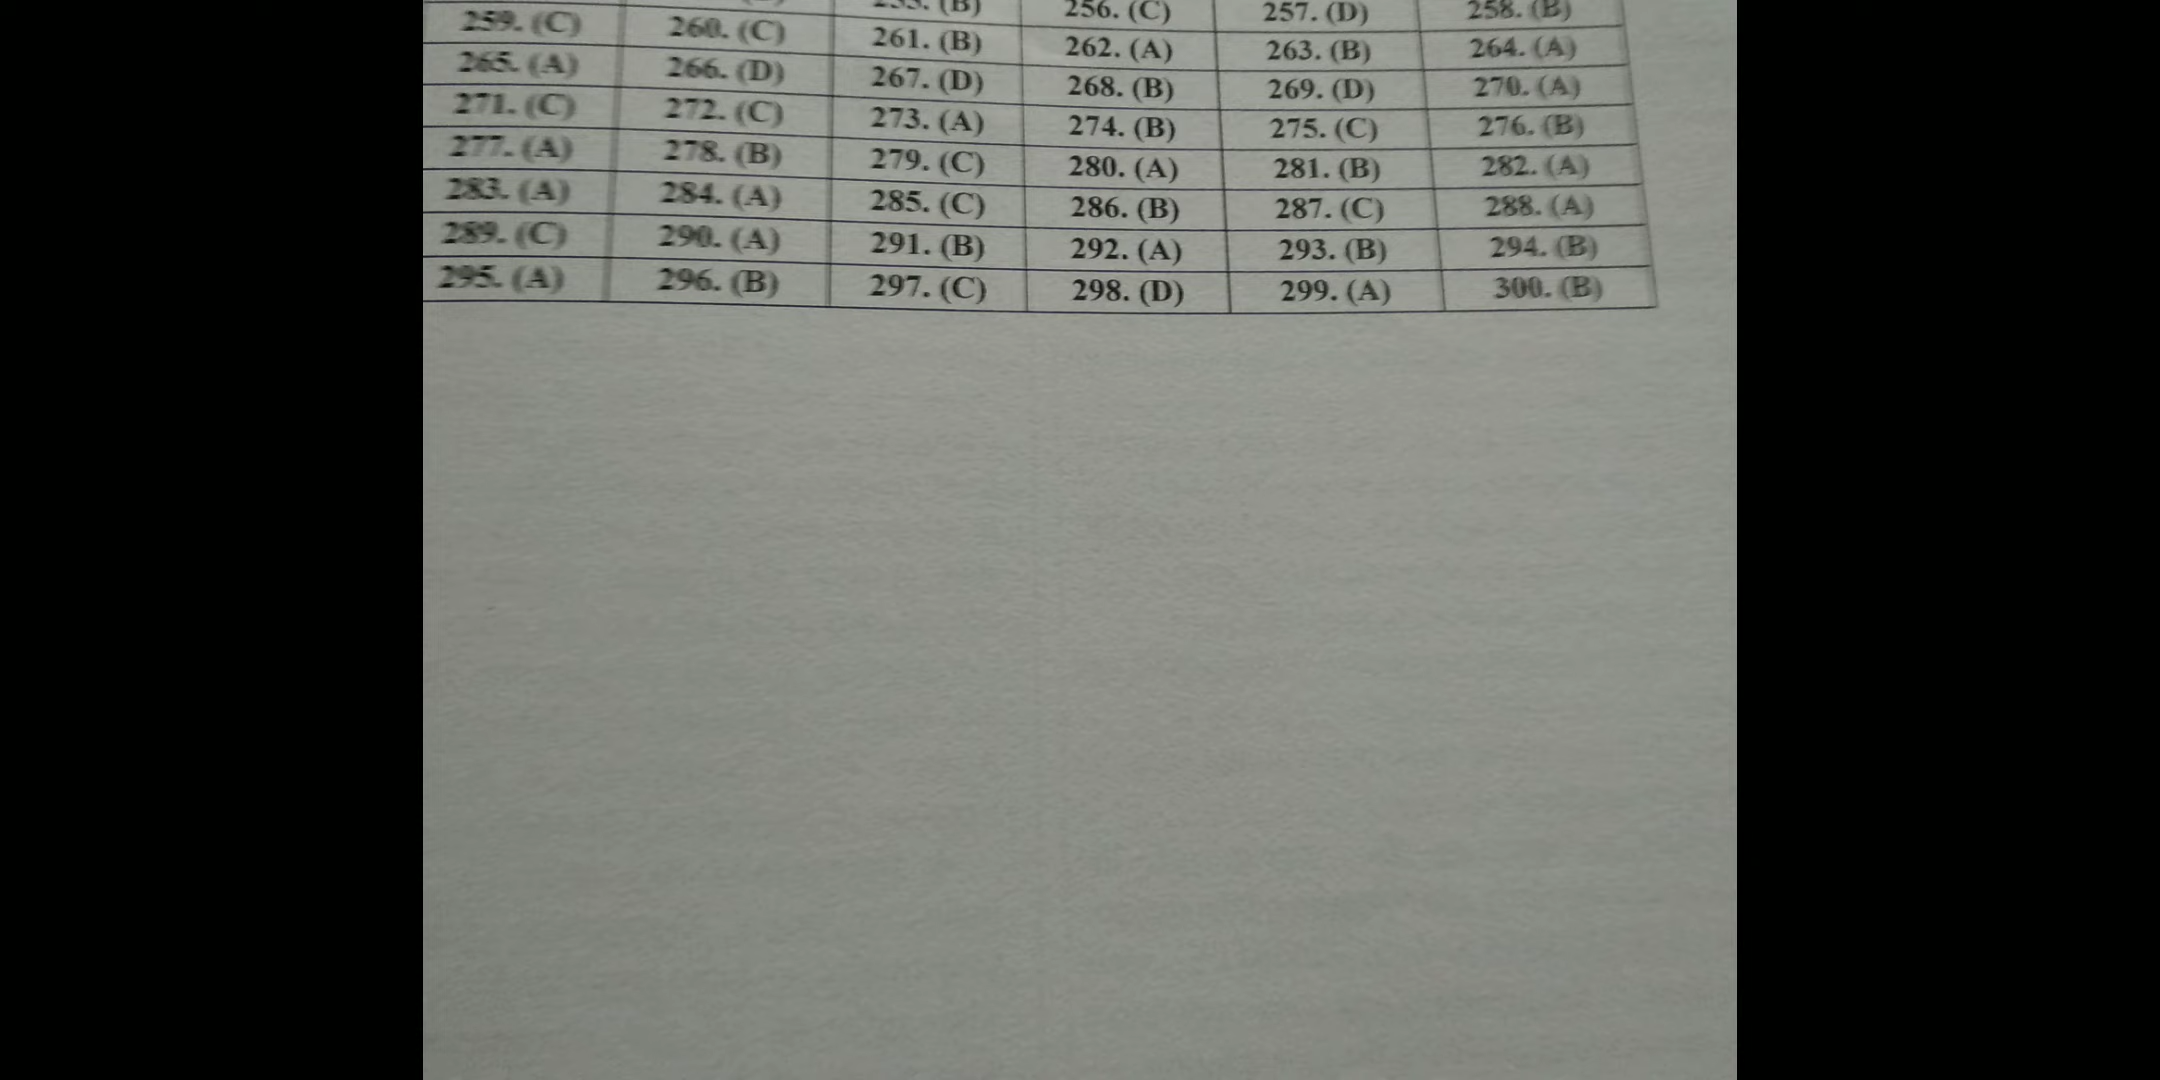 256. (C) 257. (D) 258. (B)
259. (C) 260. (C) 261. (B) 262. (A) 263. (B) 264. (A)
265. (A) 266. (D) 267. (D) 268. (B) 269. (D) 270. (A)
271. (C) 272. (C) 273. (A) 274. (B) 275. (C) 276. (B)
277. (A) 278. (B) 279. (C) 280. (A) 281. (B) 282. (A)
283. (A) 284. (A) 285. (C) 286. (B) 287. (C) 288. (A)
289. (C) 290. (A) 291. (B) 292. (A) 293. (B) 294. (B)
295. (A) 296. (B) 297. (C) 298. (D) 299. (A) 300. (B)